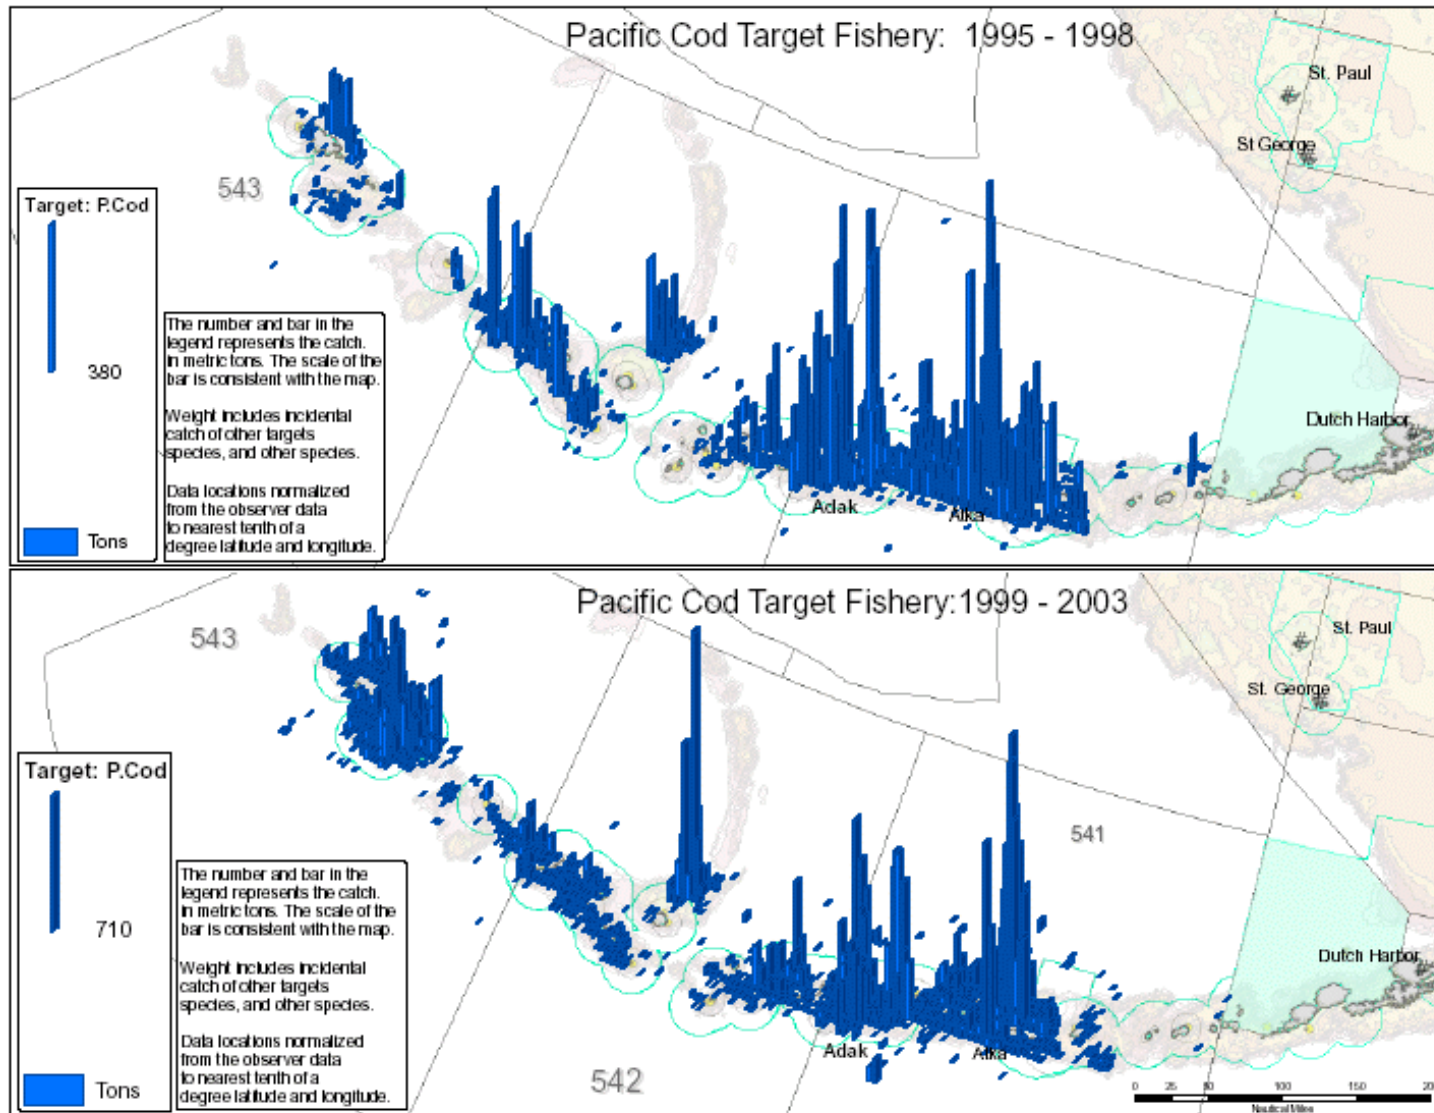 Pacific Cod Target Fishery: 1995 - 1998
St. Paul
St George
543
Target: P.Cod
380
Tons
The number and bar in the
legend represents the catch.
in metric tons. The scale of the
bar is consistent with the map.
Weight includes incidental
catch of other targets
species, and other species.
Data locations normalized
from the observer data
to nearest tenth of a
degree latitude and longitude.
Dutch Harbor
Adak
Atka
Pacific Cod Target Fishery:1999 - 2003
543
St. Paul
St. George
Target: P.Cod
710
Tons
541
The number and bar in the
legend represents the catch.
in metric tons. The scale of the
bar is consistent with the map.
Weight includes incidental
catch of other targets
species, and other species.
Data locations normalized
from the observer data
to nearest tenth of a
degree latitude and longitude.
Dutch Harbor
Adak
Atka
542
0 25 50 100 150
Nautical Miles